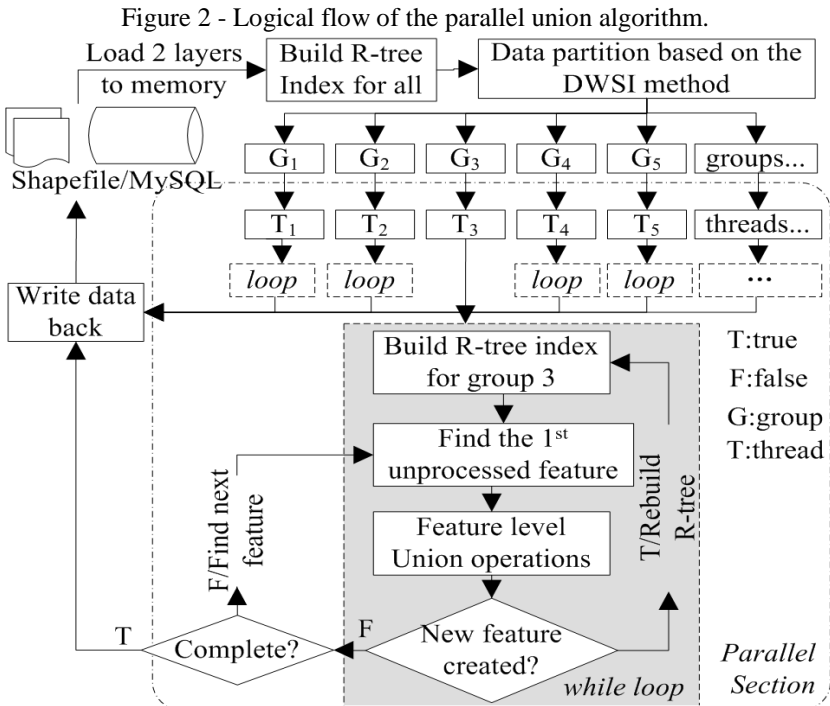 Figure 2 - Logical flow of the parallel union algorithm.
Load 2 layers
to memory
Build R-tree
Index for all
Data partition based on the
DWSI method
Shapefile/MySQL
G1
G2
G3
G4
G5
groups...
T1
T2
T3
T4
T5
threads...
loop
loop
loop
loop
...
Write data
back
Build R-tree index
for group 3
Find the 1st
unprocessed feature
Feature level
Union operations
New feature
created?
T/Rebuild
R-tree
F/Find next
feature
F
Complete?
T
while loop
T:true
F:false
G:group
T:thread
Parallel
Section